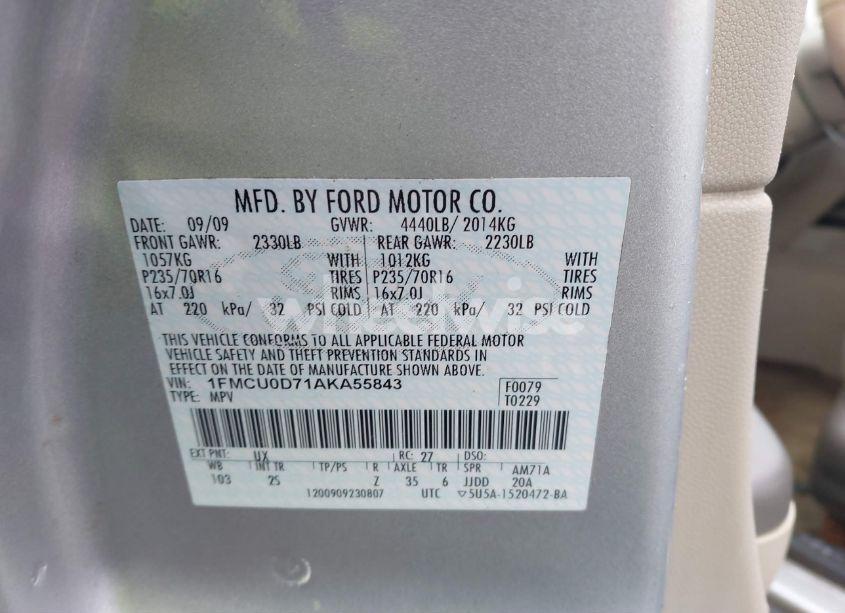 MFD. BY FORD MOTOR CO.
DATE: 09/09 GVWR: 4440LB/ 2014KG
FRONT GAWR: 2330LB REAR GAWR: 2230LB
1057KG WITH 1012KG WITH
P235/70R16 TIRES P235/70R16 TIRES
16x7.0J RIMS 16x7.0J RIMS
AT 220 kPa/ 32 PSI COLD AT 220 kPa/ 32 PSI COLD
wheelwix
THIS VEHICLE CONFORMS TO ALL APPLICABLE FEDERAL MOTOR
VEHICLE SAFETY AND THEFT PREVENTION STANDARDS IN
EFFECT ON THE DATE OF MANUFACTURE SHOWN ABOVE.
VIN: 1FMCU0D71AKA55843 F0079
TYPE: MPV T0229
EXT PNT: UX RC: 27 DSO:
WB INT TR TP/PS R AXLE TR SPR AM71A
103 25 Z 35 6 JJDD 20A
1200909230807 UTC ▽5U5A-1520472-BA